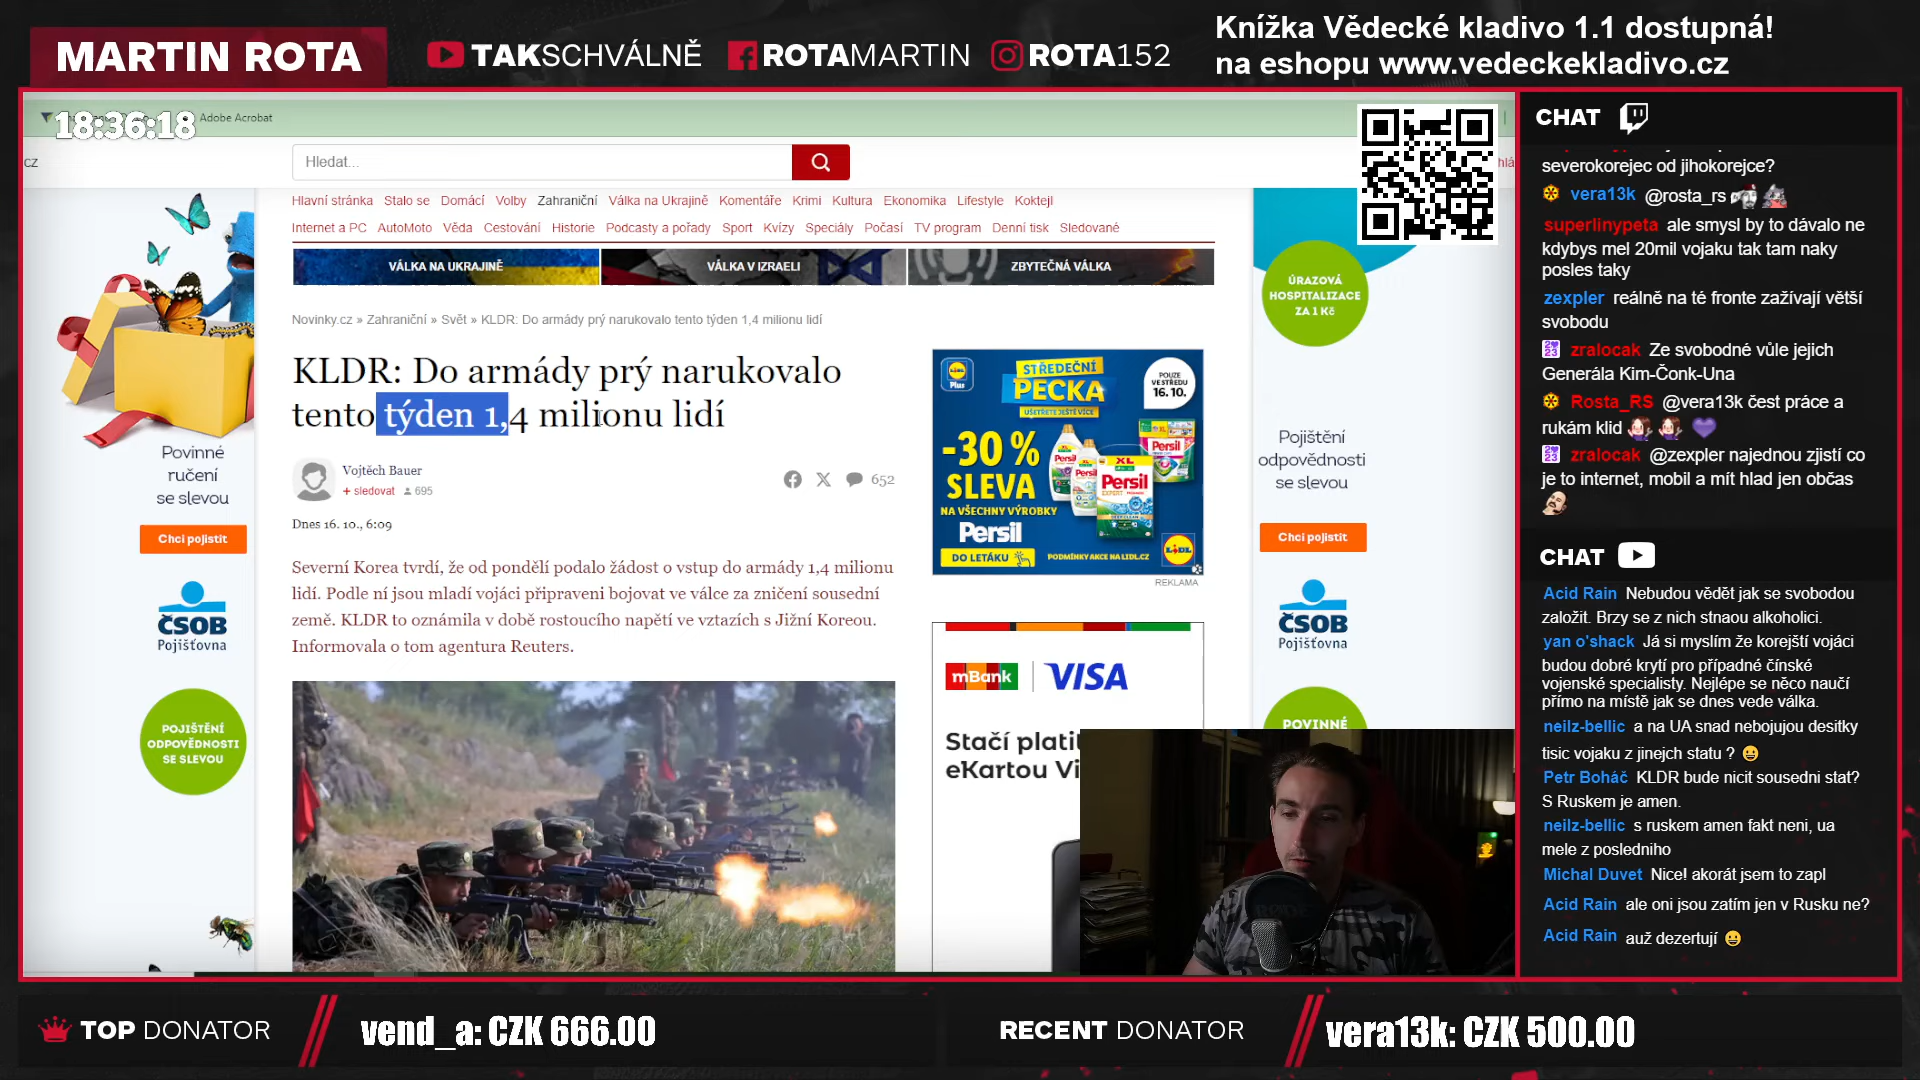 MARTIN ROTA
TAKSCHVÁLNĚ
ROTAMARTIN
ROTA152
Knížka Vědecké kladivo 1.1 dostupná!
na eshopu www.vedeckekladivo.cz
18:36:18
Adobe Acrobat
cz
Hledat...
Hlavní stránka Stalo se Domácí Volby Zahraniční Válka na Ukrajině Komentáře Krimi Kultura Ekonomika Lifestyle Koktejl
Internet a PC AutoMoto Věda Cestování Historie Podcasty a pořady Sport Kvízy Speciály Počasí TV program Denní tisk Sledované
VÁLKA NA UKRAJINĚ
VÁLKA V IZRAELI
ZBYTEČNÁ VÁLKA
Novinky.cz » Zahraniční » Svět » KLDR: Do armády prý narukovalo tento týden 1,4 milionu lidí
KLDR: Do armády prý narukovalo
tento týden 1,4 milionu lidí
Vojtěch Bauer
+ sledovat 695
652
Dnes 16. 10., 6:09
Severní Korea tvrdí, že od pondělí podalo žádost o vstup do armády 1,4 milionu
lidí. Podle ní jsou mladí vojáci připraveni bojovat ve válce za zničení sousední
země. KLDR to oznámila v době rostoucího napětí ve vztazích s Jižní Koreou.
Informovala o tom agentura Reuters.
Povinné
ručení
se slevou
Chci pojistit
ČSOB
Pojišťovna
POJIŠTĚNÍ
ODPOVĚDNOSTI
SE SLEVOU
Lidl
Plus
STŘEDEČNÍ
PECKA
UŠETŘETE JEŠTĚ VÍCE
POUZE
VE STŘEDU
16.10.
-30 %
SLEVA
NA VŠECHNY VÝROBKY
Persil
DO LETÁKU
PODMÍNKY AKCE NA LIDL.CZ
Persil
Persil
XL
Persil
LIDL
REKLAMA
mBank
VISA
Stačí plati
eKartou Vi
ÚRAZOVÁ
HOSPITALIZACE
ZA 1 Kč
Pojištění
odpovědnosti
se slevou
Chci pojistit
ČSOB
Pojišťovna
POVINNÉ
CHAT
severokorejec od jihokorejce?
vera13k @rosta_rs
superlinypeta ale smysl by to dávalo ne
kdybys mel 20mil vojaku tak tam naky
posles taky
zexpler reálně na té fronte zažívají větší
svobodu
zralocak Ze svobodné vůle jejich
Generála Kim-Čonk-Una
Rosta_RS @vera13k čest práce a
rukám klid
zralocak @zexpler najednou zjistí co
je to internet, mobil a mít hlad jen občas
CHAT
Acid Rain Nebudou vědět jak se svobodou
založit. Brzy se z nich stnaou alkoholici.
yan o'shack Já si myslím že korejští vojáci
budou dobré krytí pro případné čínské
vojenské specialisty. Nejlépe se něco naučí
přímo na místě jak se dnes vede válka.
neilz-bellic a na UA snad nebojujou desitky
tisic vojaku z jinejch statu ?
Petr Boháč KLDR bude nicit sousedni stat?
S Ruskem je amen.
neilz-bellic s ruskem amen fakt neni, ua
mele z posledniho
Michal Duvet Nice! akorát jsem to zapl
Acid Rain ale oni jsou zatím jen v Rusku ne?
Acid Rain auž dezertují
TOP DONATOR
vend_a: CZK 666.00
RECENT DONATOR
vera13k: CZK 500.00